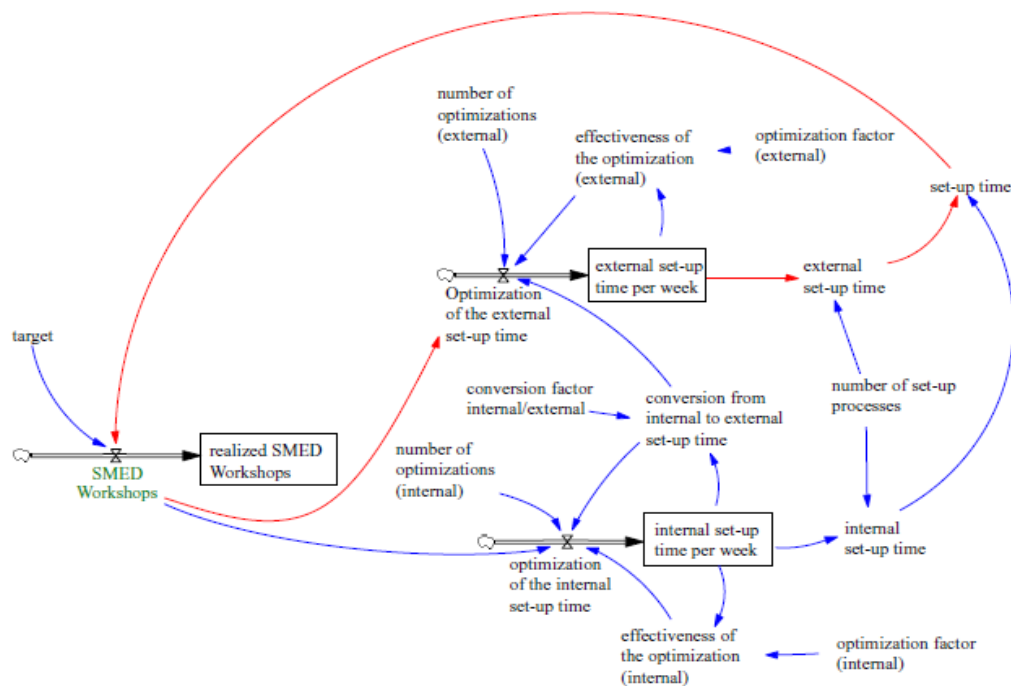 number of
optimizations
(external)
effectiveness of
the optimization
(external)
optimization factor
(external)
set-up time
external set-up
time per week
external
set-up time
Optimization
of the external
set-up time
target
conversion factor
internal/external
conversion from
internal to external
set-up time
number of set-up
processes
realized SMED
Workshops
SMED
Workshops
number of
optimizations
(internal)
internal set-up
time per week
internal
set-up time
optimization
of the internal
set-up time
effectiveness of
the optimization
(internal)
optimization factor
(internal)